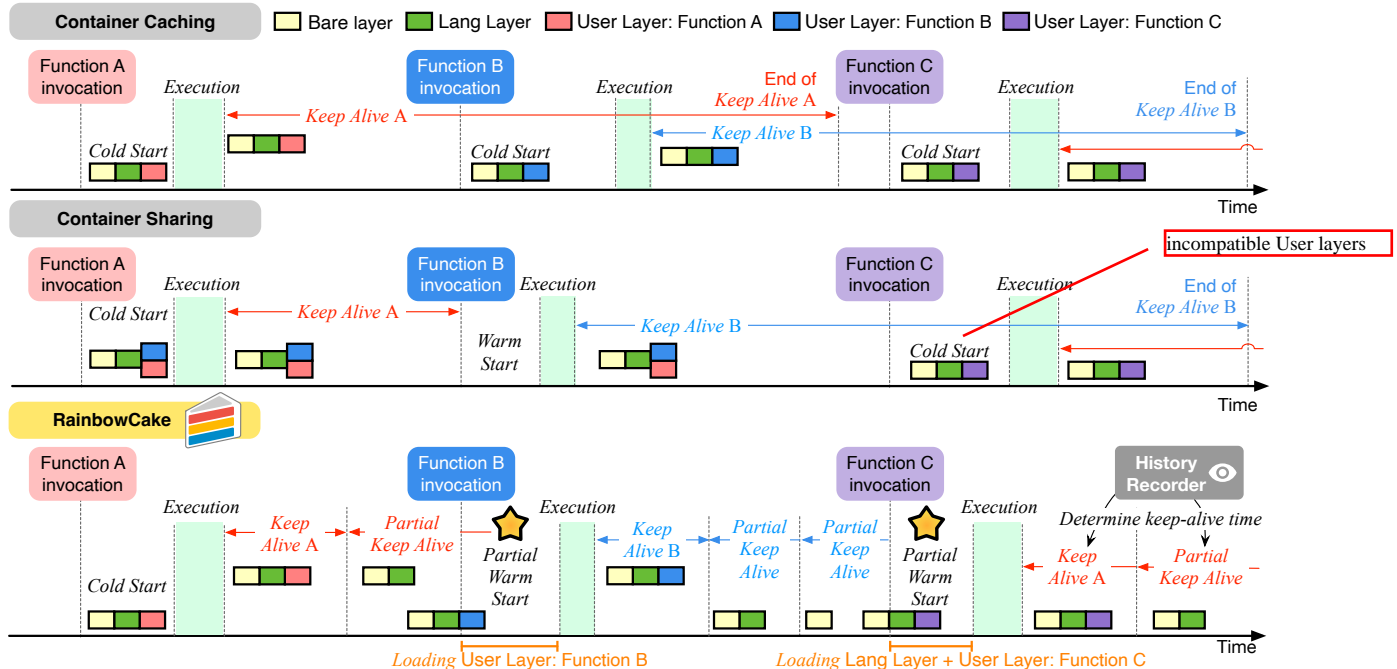 Container Caching
Bare layer
Lang Layer
User Layer: Function A
User Layer: Function B
User Layer: Function C
Function A
invocation
Execution
Keep Alive A
Cold Start
Function B
invocation
Cold Start
Execution
End of
Keep Alive A
Keep Alive B
Function C
invocation
Cold Start
Execution
End of
Keep Alive B
Time
Container Sharing
incompatible User layers
Function A
invocation
Cold Start
Execution
Keep Alive A
Function B
invocation
Warm
Start
Execution
Keep Alive B
Function C
invocation
Cold Start
Execution
End of
Keep Alive B
Time
RainbowCake
Function A
invocation
Cold Start
Execution
Keep
Alive A
Partial
Keep Alive
Function B
invocation
Partial
Warm
Start
Execution
Keep
Alive B
Partial
Keep
Alive
Partial
Keep
Alive
Function C
invocation
Partial
Warm
Start
Execution
History
Recorder
Determine keep-alive time
Keep
Alive A
Partial
Keep Alive
Time
Loading User Layer: Function B
Loading Lang Layer + User Layer: Function C